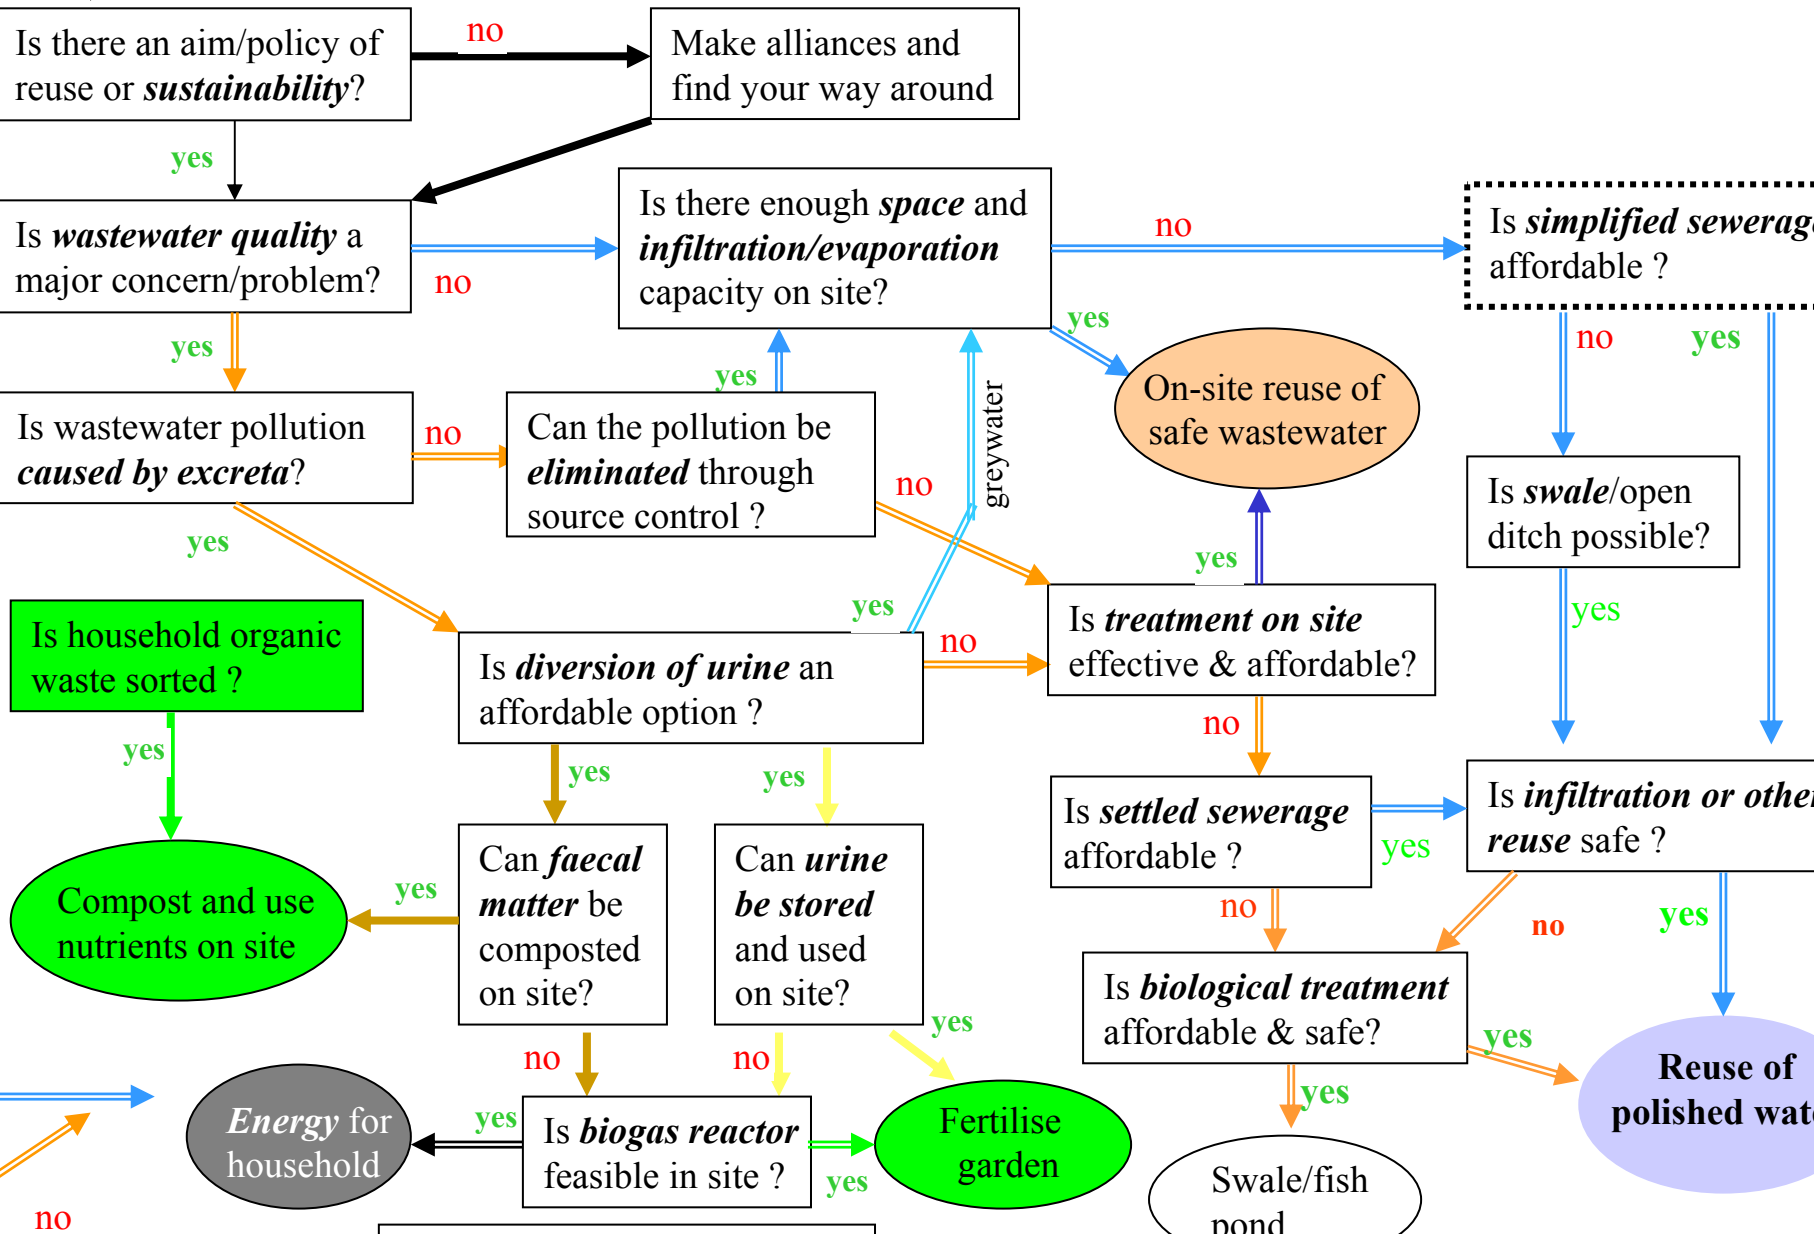 Is there an aim/policy of
reuse or sustainability?
no
Make alliances and
find your way around
yes
Is wastewater quality a
major concern/problem?
no
Is there enough space and
infiltration/evaporation
capacity on site?
no
Is simplified sewerage
affordable ?
yes
yes
no
yes
Is wastewater pollution
caused by excreta?
no
yes
Can the pollution be
eliminated through
source control ?
no
greywater
On-site reuse of
safe wastewater
Is swale/open
ditch possible?
yes
yes
yes
yes
Is household organic
waste sorted ?
Is diversion of urine an
affordable option ?
no
Is treatment on site
effective & affordable?
yes
yes
yes
no
Is settled sewerage
affordable ?
yes
Is infiltration or other
reuse safe ?
Compost and use
nutrients on site
yes
Can faecal
matter be
composted
on site?
Can urine
be stored
and used
on site?
no
no
yes
yes
Is biological treatment
affordable & safe?
yes
no
no
Energy for
household
yes
Is biogas reactor
feasible in site ?
yes
Fertilise
garden
yes
Swale/fish
pond
Reuse of
polished wat
no